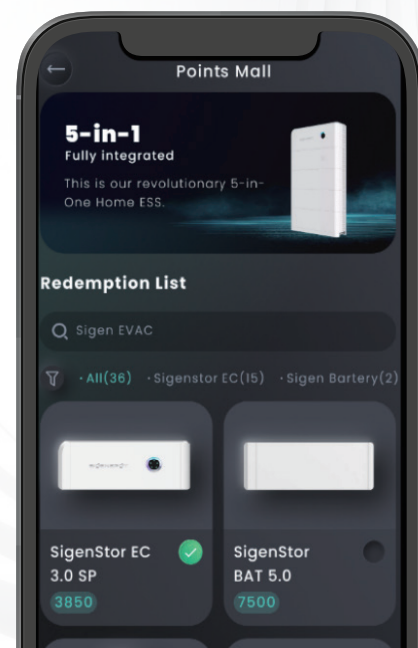 Points Mall
5-in-1
Fully integrated
This is our revolutionary 5-in-
One Home ESS.
Redemption List
Sigen EVAC
·All(36) ·Sigenstor EC(15) ·Sigen Bartery(2)
SigenStor EC
3.0 SP
3850
SigenStor
BAT 5.0
7500